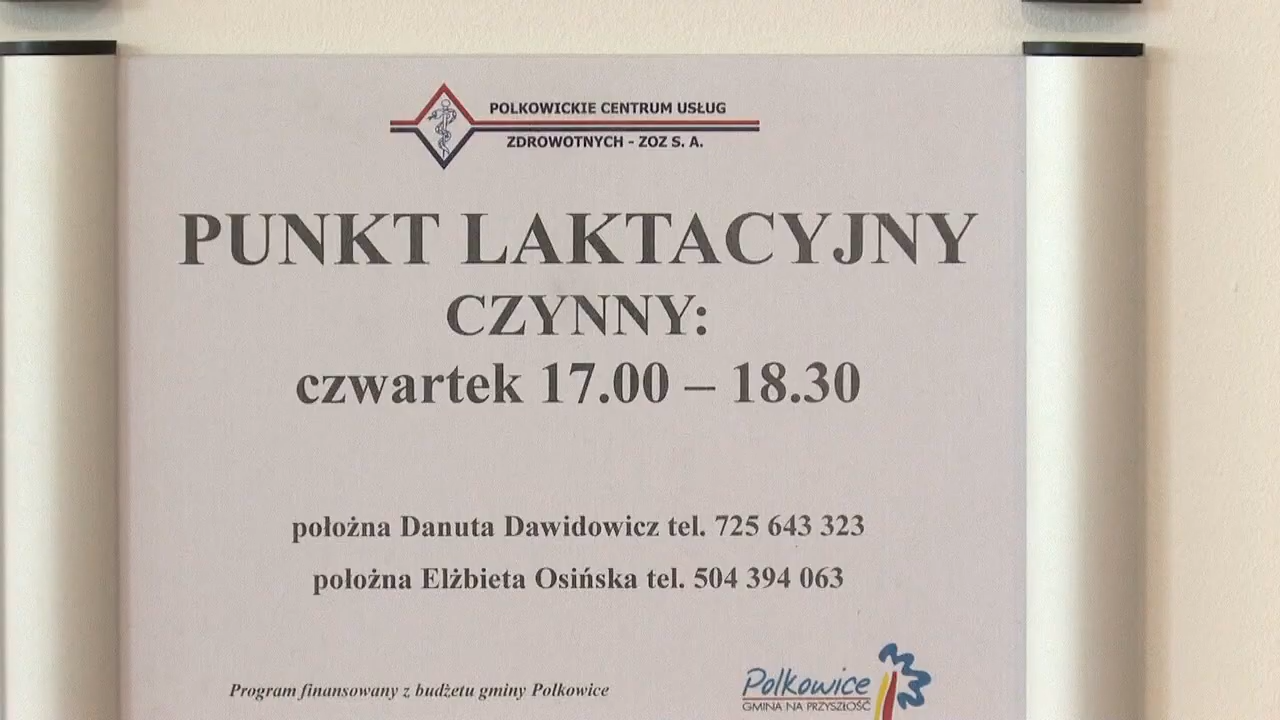 POLKOWICKIE CENTRUM USŁUG
ZDROWOTNYCH - ZOZ S. A.
PUNKT LAKTACYJNY
CZYNNY:
czwartek 17.00 – 18.30
położna Danuta Dawidowicz tel. 725 643 323
położna Elżbieta Osińska tel. 504 394 063
Program finansowany z budżetu gminy Polkowice
Polkowice
GMINA NA PRZYSZŁOŚĆ